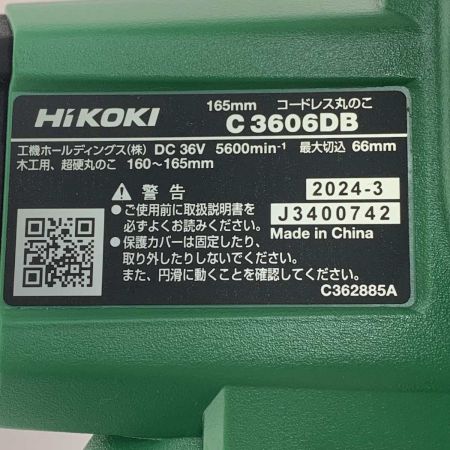 HiKOKI
165mm コードレス丸のこ
C 3606DB
工機ホールディングス(株) DC 36V 5600min-1 最大切込 66mm
木工用、超硬丸のこ 160～165mm
警告
●ご使用前に取扱説明書を
必ずよくお読みください。
●保護カバーは固定したり、
取り外したりしないでください。
また、円滑に動くことを確認してください。
2024-3
J3400742
Made in China
C362885A